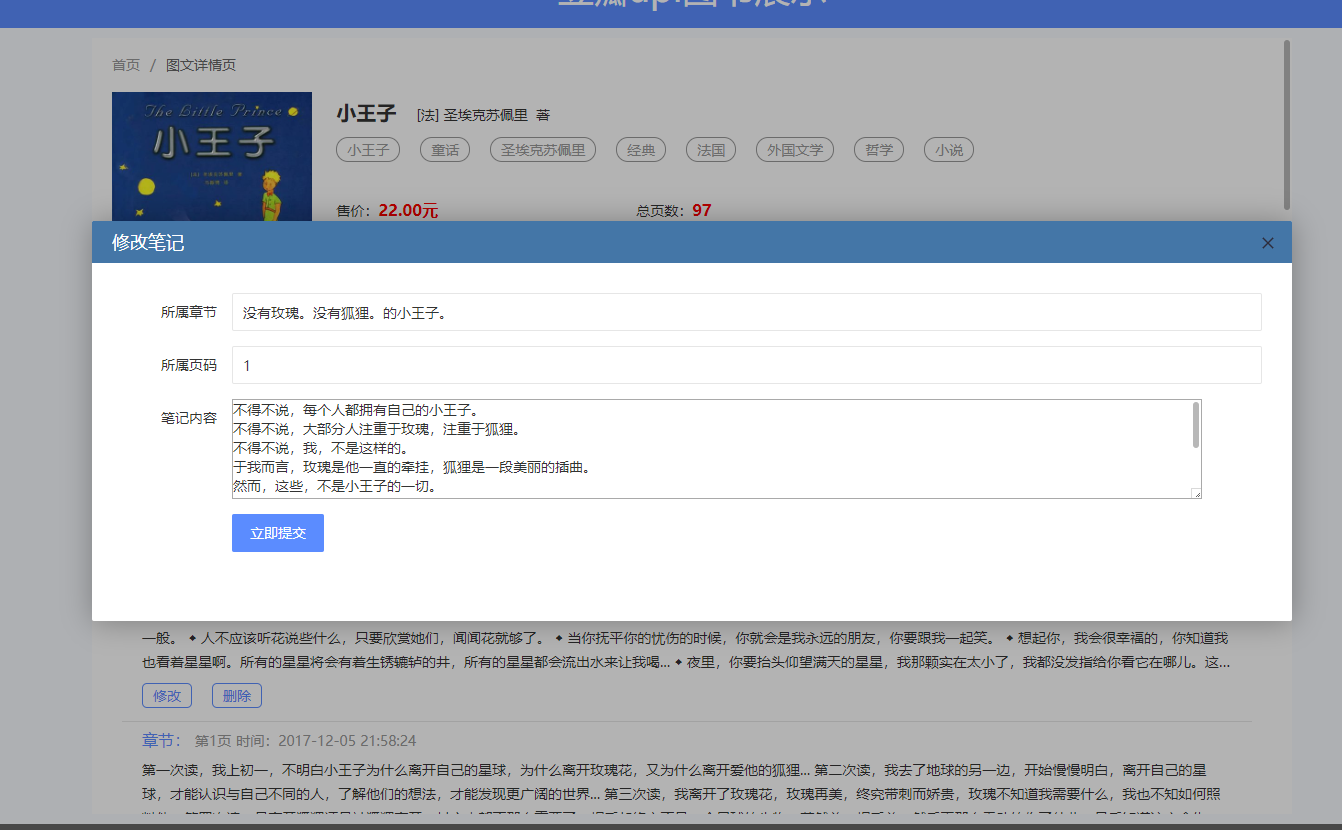 豆瓣api图书展示
首页 / 图文详情页
The Little Prince
小王子
小王子 [法] 圣埃克苏佩里 著
小王子 童话 圣埃克苏佩里 经典 法国 外国文学 哲学 小说
售价：22.00元 总页数：97
修改笔记
所属章节 没有玫瑰。没有狐狸。的小王子。
所属页码 1
笔记内容
不得不说，每个人都拥有自己的小王子。
不得不说，大部分人注重于玫瑰，注重于狐狸。
不得不说，我，不是这样的。
于我而言，玫瑰是他一直的牵挂，狐狸是一段美丽的插曲。
然而，这些，不是小王子的一切。
立即提交
一般。 ◆ 人不应该听花说些什么，只要欣赏她们，闻闻花就够了。 ◆ 当你抚平你的忧伤的时候，你就会是我永远的朋友，你要跟我一起笑。 ◆ 想起你，我会很幸福的，你知道我
也看着星星啊。所有的星星将会有着生锈辘轳的井，所有的星星都会流出水来让我喝... ◆ 夜里，你要抬头仰望满天的星星，我那颗实在太小了，我都没发指给你看它在哪儿。这...
修改 删除
章节： 第1页 时间：2017-12-05 21:58:24
第一次读，我上初一，不明白小王子为什么离开自己的星球，为什么离开玫瑰花，又为什么离开爱他的狐狸... 第二次读，我去了地球的另一边，开始慢慢明白，离开自己的星
球，才能认识与自己不同的人，了解他们的想法，才能发现更广阔的世界... 第三次读，我离开了玫瑰花，玫瑰再美，终究带刺而娇贵，玫瑰不知道我需要什么，我也不知如何照